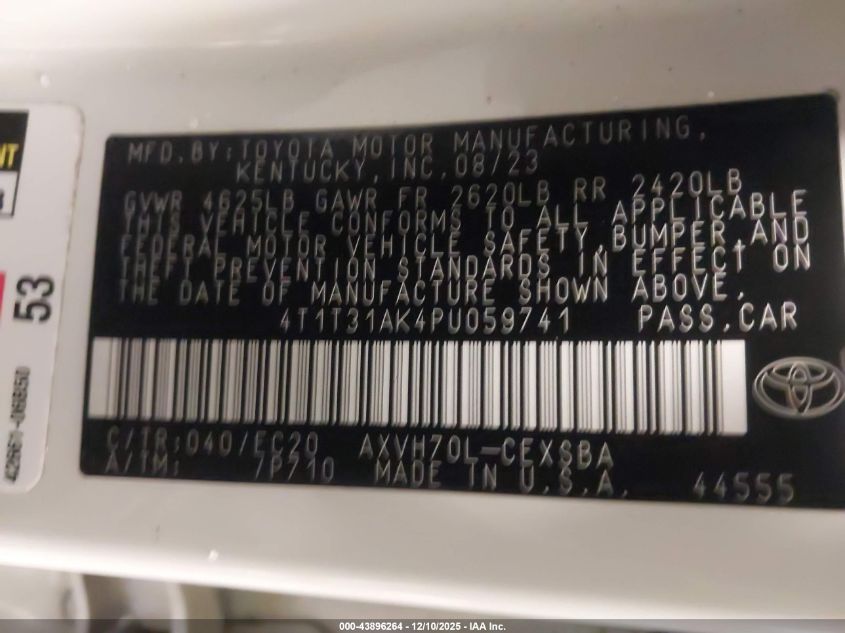 MFD.BY:TOYOTA MOTOR MANUFACTURING,
KENTUCKY,INC.08/23
GVWR 4625LB GAWR FR 2620LB RR 2420LB
THIS VEHICLE CONFORMS TO ALL APPLICABLE
FEDERAL MOTOR VEHICLE SAFETY,BUMPER,AND
THEFT PREVENTION STANDARDS IN EFFECT ON
THE DATE OF MANUFACTURE SHOWN ABOVE.
4T1T31AK4PU059741 PASS.CAR
C/TR:040/EC20 AXVH70L-CEXSBA
A/TM: 7P710 MADE IN U.S.A. 44555
53
000-43896264 - 12/10/2025 - IAA Inc.